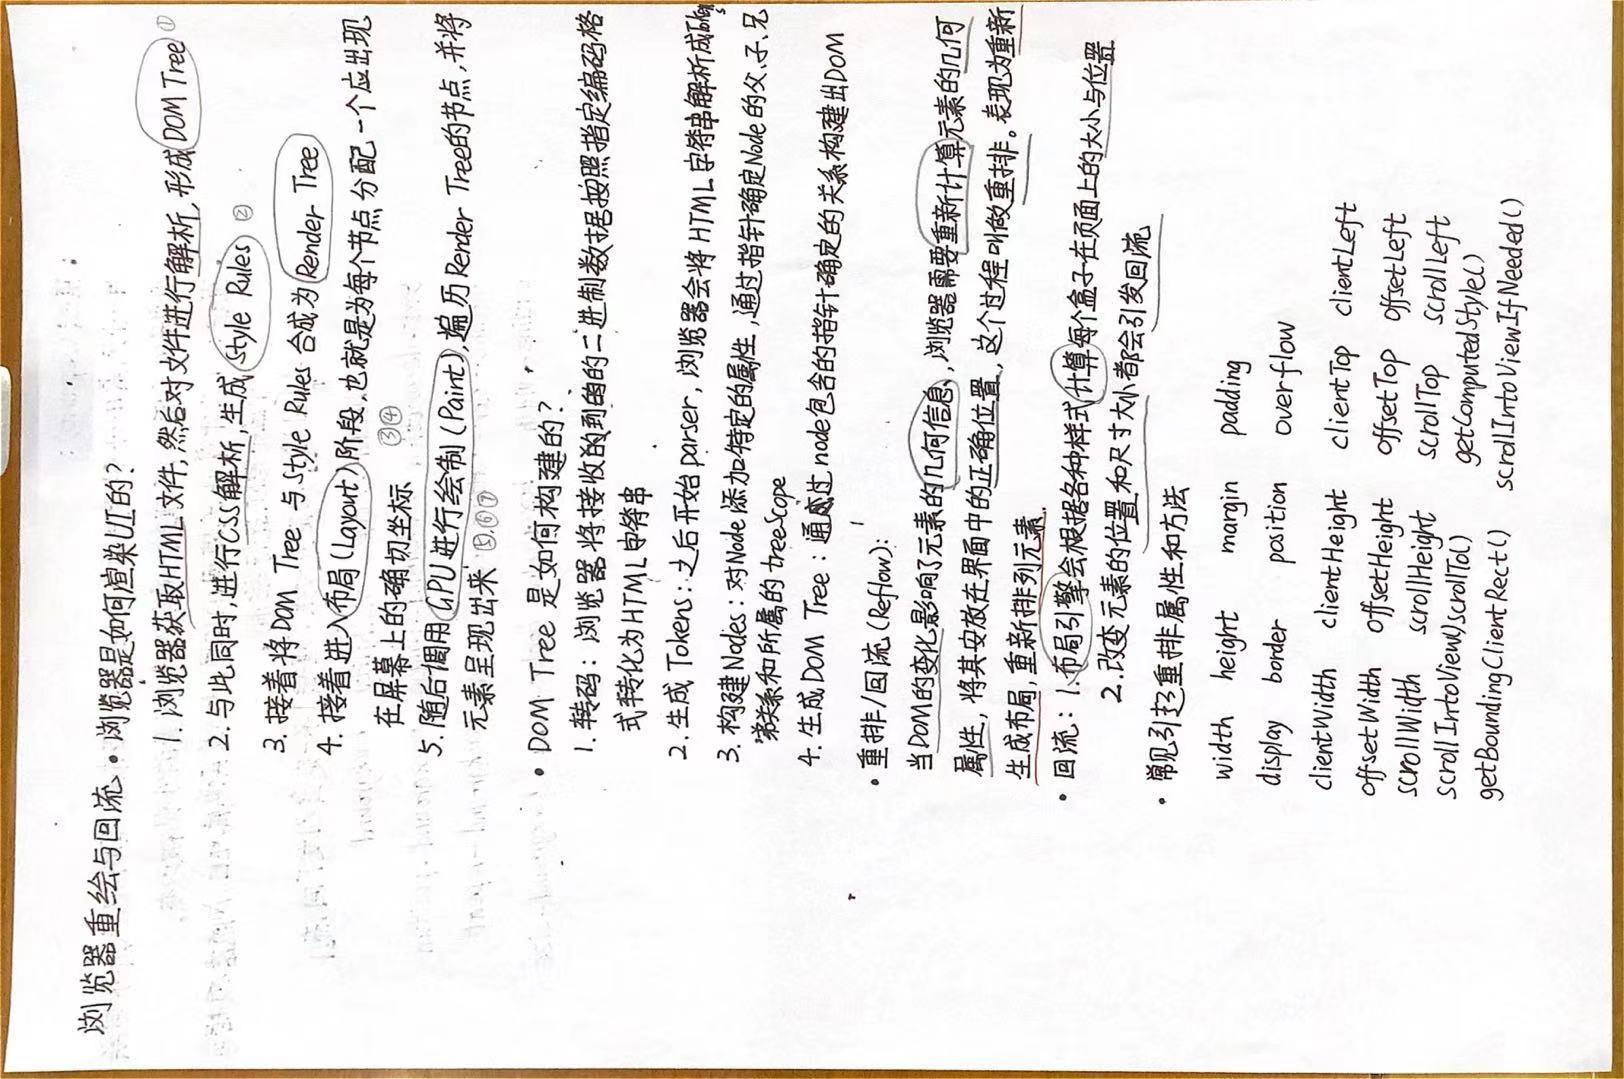 浏览器重绘与回流 · 浏览器是如何渲染UI的?
1. 浏览器获取HTML文件,然后对文件进行解析,形成DOM Tree ①
2. 与此同时,进行CSS解析,生成Style Rules ②
3. 接着将DOM Tree 与Style Rules 合成为Render Tree
4. 接着进入布局(Layout)阶段,也就是为每个节点分配一个应出现
在屏幕上的确切坐标 ③④
5. 随后调用GPU进行绘制(Paint),遍历Render Tree的节点,并将
元素呈现出来 ⑤.⑥⑦
· DOM Tree 是如何构建的?
1. 转码: 浏览器将接收到的二进制数据按照指定编码格
式转化为HTML字符串
2. 生成 Tokens: 之后开始parser, 浏览器会将HTML字符串解析成Tokens
3. 构建Nodes: 对Node添加特定的属性,通过指针确定Node的父、子、兄
弟关系和所属的treeScope
4. 生成DOM Tree: 通过node包含的指针确定的关系构建出DOM
· 重排/回流(Reflow):
当DOM的变化影响了元素的几何信息,浏览器需要重新计算元素的几何
属性,将其安放在界面中的正确位置,这个过程叫做重排。表现为重新
生成布局,重新排列元素.
· 回流: 1.布局引擎会根据各种样式计算每个盒子在页面上的大小与位置
2.改变元素的位置和尺寸大小都会引发回流
· 常见引起重排属性和方法
width height margin padding
display border position overflow
clientWidth clientHeight clientTop clientLeft
offsetWidth offsetHeight offsetTop offsetLeft
scrollWidth scrollHeight scrollTop scrollLeft
scrollIntoView()scrollTo() getComputedStyle()
getBoundingClientRect() scrollIntoViewIfNeeded()